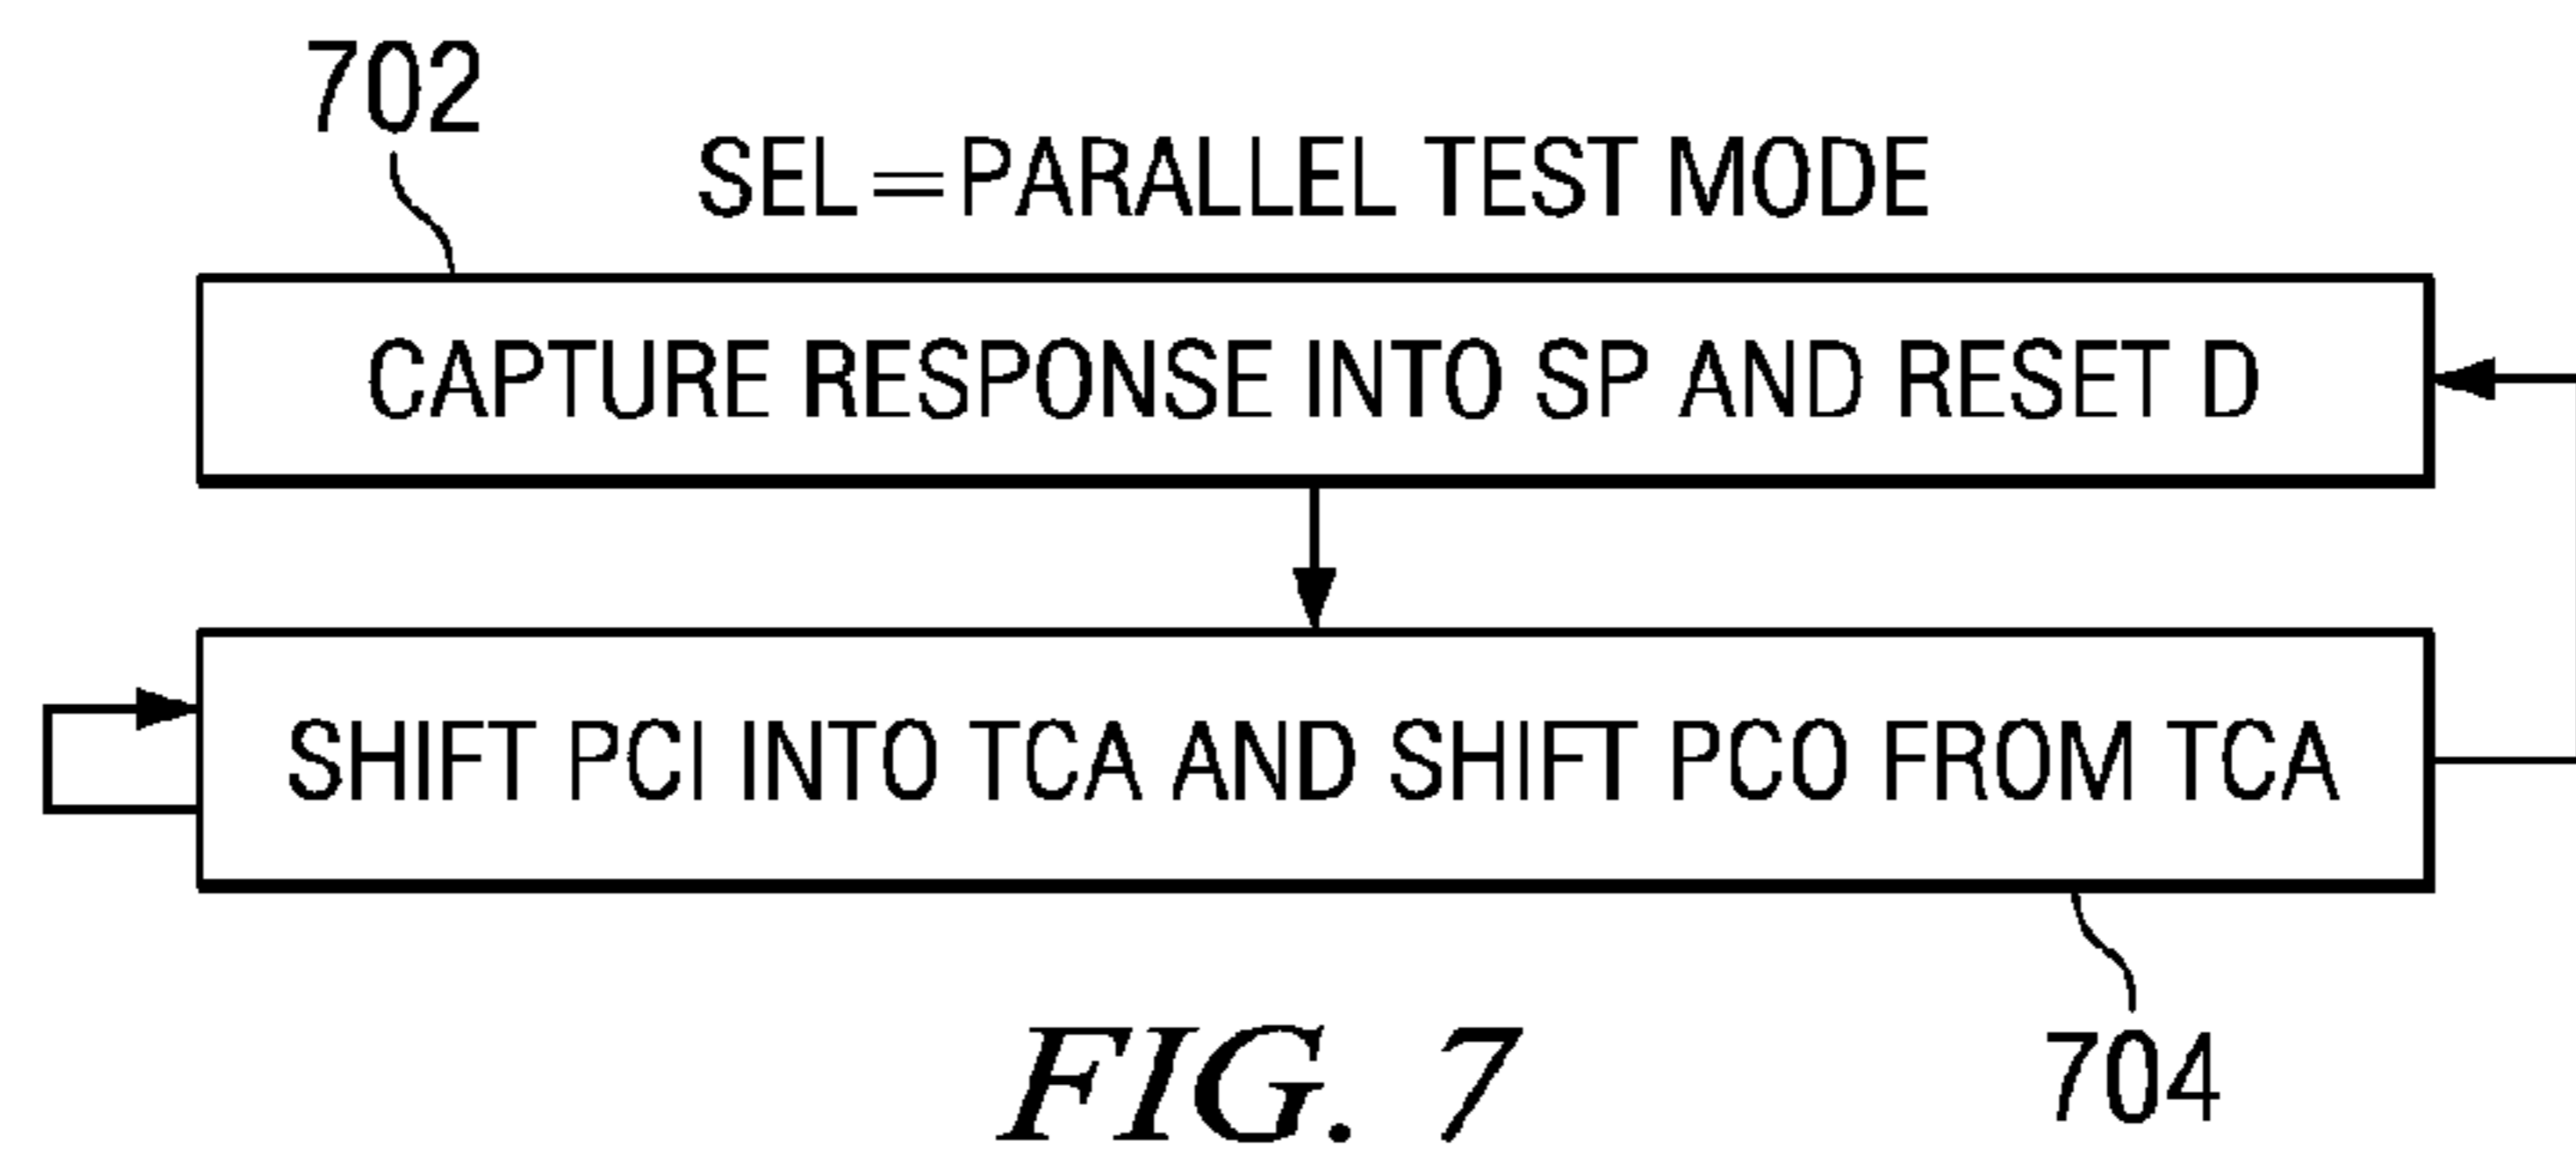 702
SEL=PARALLEL TEST MODE
CAPTURE RESPONSE INTO SP AND RESET D
SHIFT PCI INTO TCA AND SHIFT PCO FROM TCA
704
FIG. 7